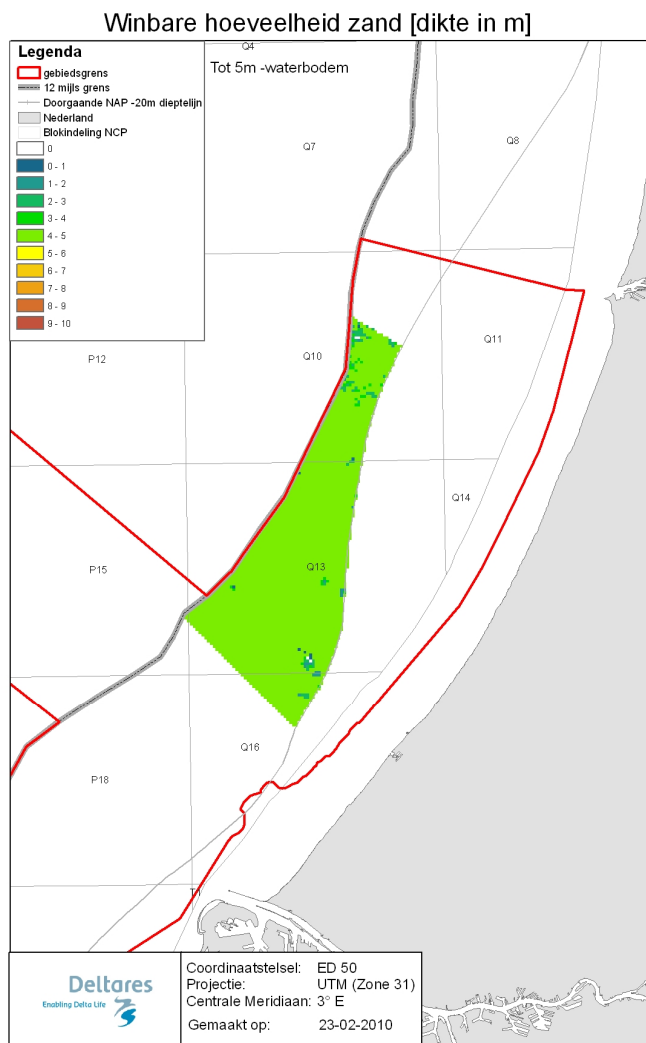 Winbare hoeveelheid zand [dikte in m]
Legenda
gebiedsgrens
12 mijls grens
Doorgaande NAP -20m dieptelijn
Nederland
Blokindeling NCP
0
0 - 1
1 - 2
2 - 3
3 - 4
4 - 5
5 - 6
6 - 7
7 - 8
8 - 9
9 - 10
Q4
Tot 5m -waterbodem
Q7
Q8
P12
Q10
Q11
Q14
P15
Q13
Q16
P18
T1
Deltares
Enabling Delta Life
Coordinaatstelsel: ED 50
Projectie: UTM (Zone 31)
Centrale Meridiaan: 3° E
Gemaakt op: 23-02-2010